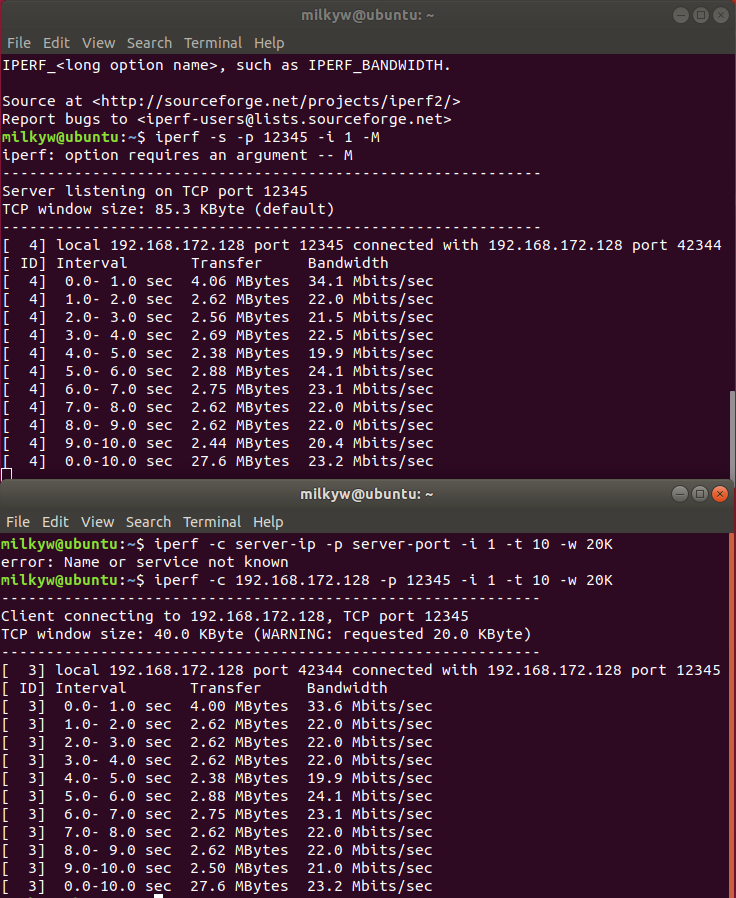 milkyw@ubuntu: ~
File Edit View Search Terminal Help
IPERF_<long option name>, such as IPERF_BANDWIDTH.
Source at <http://sourceforge.net/projects/iperf2/>
Report bugs to <iperf-users@lists.sourceforge.net>
milkyw@ubuntu:~$ iperf -s -p 12345 -i 1 -M
iperf: option requires an argument -- M
------------------------------------------------------------
Server listening on TCP port 12345
TCP window size: 85.3 KByte (default)
------------------------------------------------------------
[  4] local 192.168.172.128 port 12345 connected with 192.168.172.128 port 42344
[ ID] Interval       Transfer     Bandwidth
[  4]  0.0- 1.0 sec  4.06 MBytes  34.1 Mbits/sec
[  4]  1.0- 2.0 sec  2.62 MBytes  22.0 Mbits/sec
[  4]  2.0- 3.0 sec  2.56 MBytes  21.5 Mbits/sec
[  4]  3.0- 4.0 sec  2.69 MBytes  22.5 Mbits/sec
[  4]  4.0- 5.0 sec  2.38 MBytes  19.9 Mbits/sec
[  4]  5.0- 6.0 sec  2.88 MBytes  24.1 Mbits/sec
[  4]  6.0- 7.0 sec  2.75 MBytes  23.1 Mbits/sec
[  4]  7.0- 8.0 sec  2.62 MBytes  22.0 Mbits/sec
[  4]  8.0- 9.0 sec  2.62 MBytes  22.0 Mbits/sec
[  4]  9.0-10.0 sec  2.44 MBytes  20.4 Mbits/sec
[  4]  0.0-10.0 sec  27.6 MBytes  23.2 Mbits/sec
milkyw@ubuntu: ~
File Edit View Search Terminal Help
milkyw@ubuntu:~$ iperf -c server-ip -p server-port -i 1 -t 10 -w 20K
error: Name or service not known
milkyw@ubuntu:~$ iperf -c 192.168.172.128 -p 12345 -i 1 -t 10 -w 20K
------------------------------------------------------------
Client connecting to 192.168.172.128, TCP port 12345
TCP window size: 40.0 KByte (WARNING: requested 20.0 KByte)
------------------------------------------------------------
[  3] local 192.168.172.128 port 42344 connected with 192.168.172.128 port 12345
[ ID] Interval       Transfer     Bandwidth
[  3]  0.0- 1.0 sec  4.00 MBytes  33.6 Mbits/sec
[  3]  1.0- 2.0 sec  2.62 MBytes  22.0 Mbits/sec
[  3]  2.0- 3.0 sec  2.62 MBytes  22.0 Mbits/sec
[  3]  3.0- 4.0 sec  2.62 MBytes  22.0 Mbits/sec
[  3]  4.0- 5.0 sec  2.38 MBytes  19.9 Mbits/sec
[  3]  5.0- 6.0 sec  2.88 MBytes  24.1 Mbits/sec
[  3]  6.0- 7.0 sec  2.75 MBytes  23.1 Mbits/sec
[  3]  7.0- 8.0 sec  2.62 MBytes  22.0 Mbits/sec
[  3]  8.0- 9.0 sec  2.62 MBytes  22.0 Mbits/sec
[  3]  9.0-10.0 sec  2.50 MBytes  21.0 Mbits/sec
[  3]  0.0-10.0 sec  27.6 MBytes  23.2 Mbits/sec